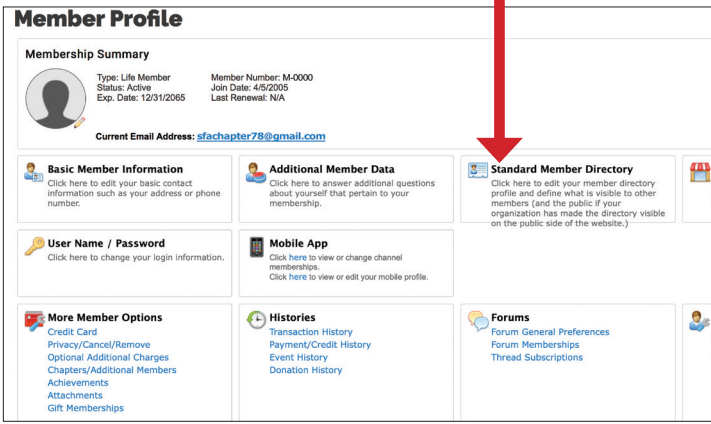 Member Profile
Membership Summary
Type: Life Member
Status: Active
Exp. Date: 12/31/2065
Member Number: M-0000
Join Date: 4/5/2005
Last Renewal: N/A
Current Email Address: sfachapter78@gmail.com
Basic Member Information
Click here to edit your basic contact
information such as your address or phone
number.
Additional Member Data
Click here to answer additional questions
about yourself that pertain to your
membership.
Standard Member Directory
Click here to edit your member directory
profile and define what is visible to other
members (and the public if your
organization has made the directory visible
on the public side of the website.)
User Name / Password
Click here to change your login information.
Mobile App
Click here to view or change channel
memberships.
Click here to view or edit your mobile profile.
More Member Options
Credit Card
Privacy/Cancel/Remove
Optional Additional Charges
Chapters/Additional Members
Achievements
Attachments
Gift Memberships
Histories
Transaction History
Payment/Credit History
Event History
Donation History
Forums
Forum General Preferences
Forum Memberships
Thread Subscriptions